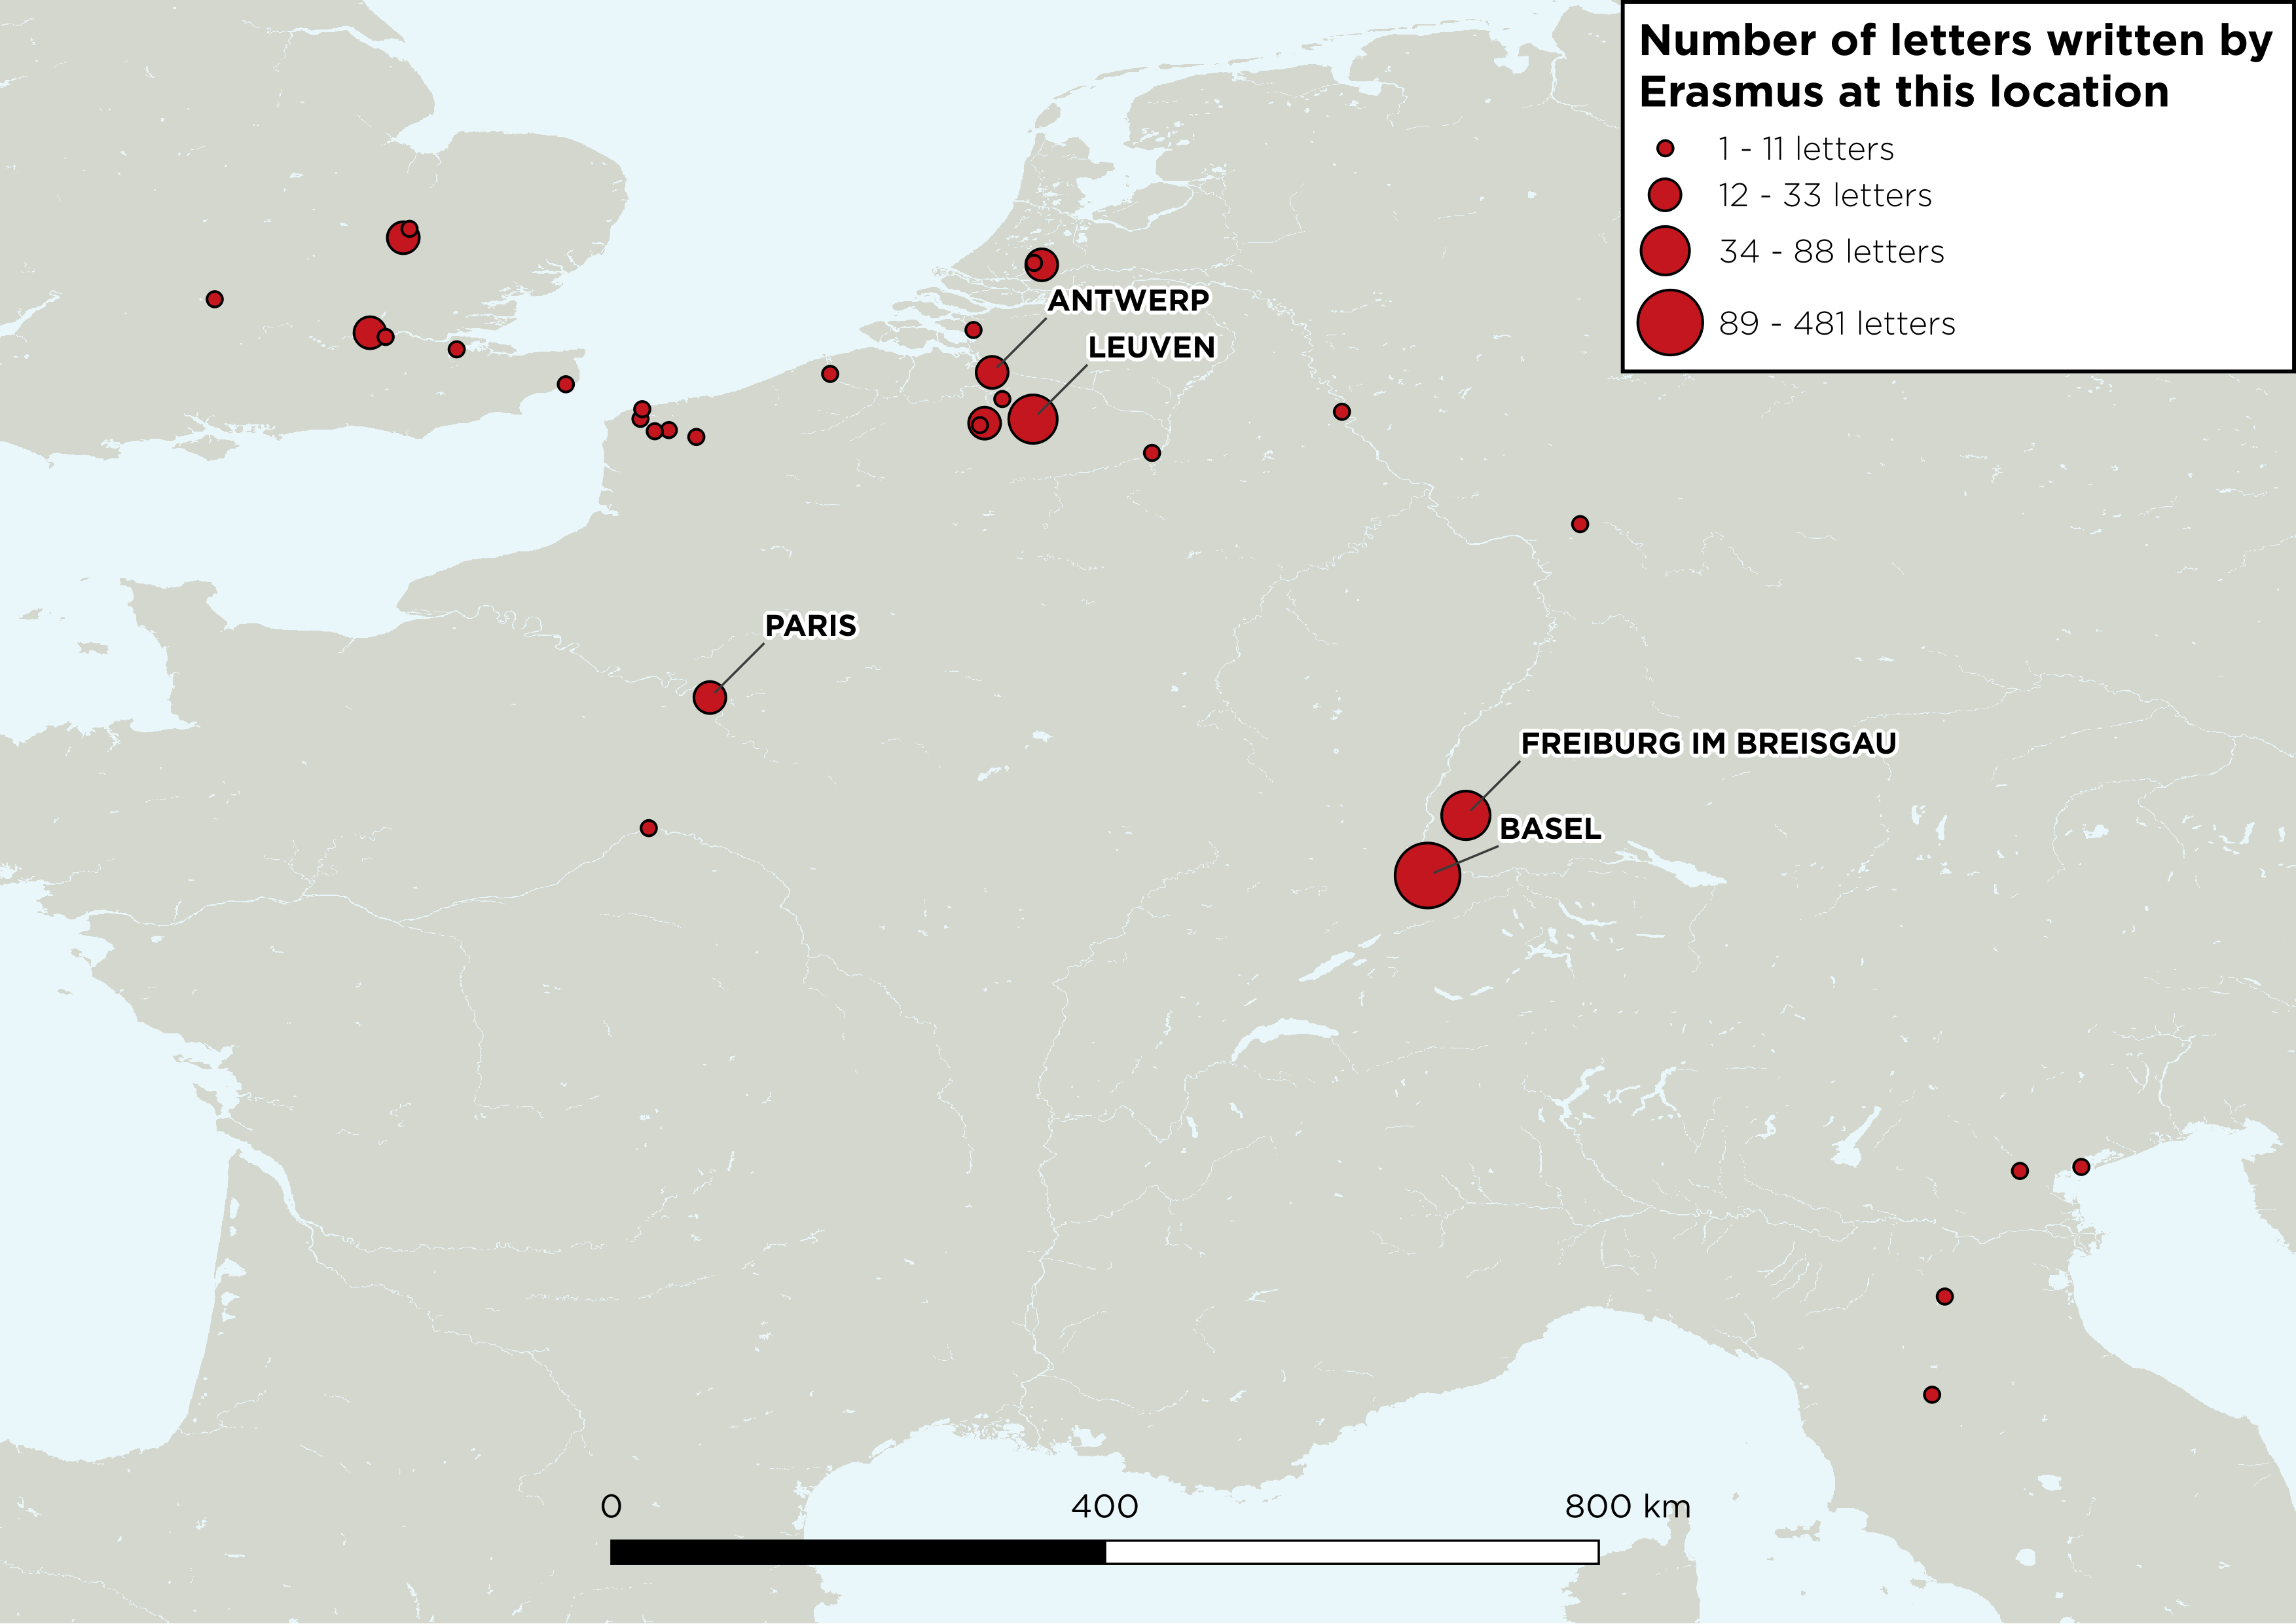 Number of letters written by
Erasmus at this location
1 - 11 letters
12 - 33 letters
34 - 88 letters
89 - 481 letters
ANTWERP
LEUVEN
PARIS
FREIBURG IM BREISGAU
BASEL
0 400 800 km